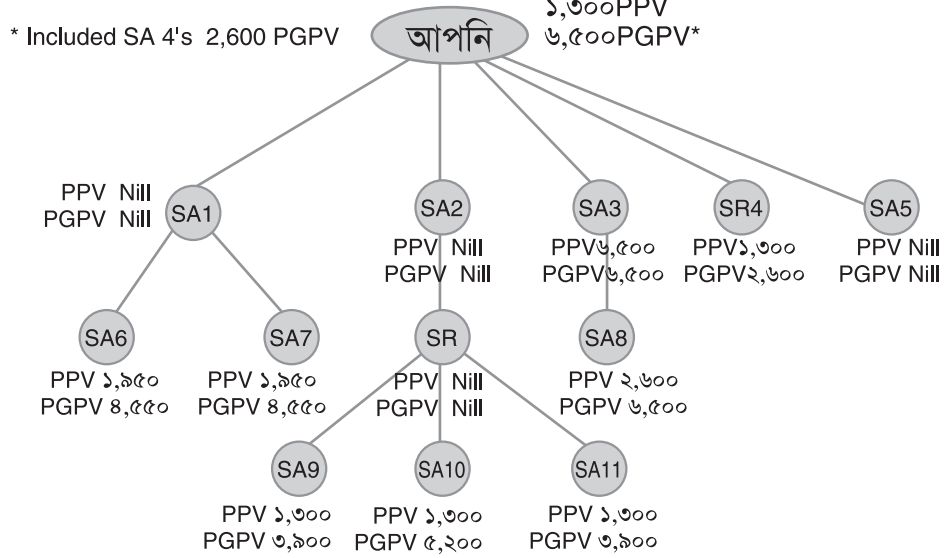 ১,৩০০PPV
* Included SA 4's 2,600 PGPV
আপনি
৬,৫০০PGPV*
PPV Nill
PGPV Nill
SA1
SA2
PPV Nill
PGPV Nill
SA3
PPV৬,৫০০
PGPV৬,৫০০
SR4
PPV১,৩০০
PGPV২,৬০০
SA5
PPV Nill
PGPV Nill
SA6
PPV ১,৯৫০
PGPV ৪,৫৫০
SA7
PPV ১,৯৫০
PGPV ৪,৫৫০
SR
PPV Nill
PGPV Nill
SA8
PPV ২,৬০০
PGPV ৬,৫০০
SA9
PPV ১,৩০০
PGPV ৩,৯০০
SA10
PPV ১,৩০০
PGPV ৫,২০০
SA11
PPV ১,৩০০
PGPV ৩,৯০০